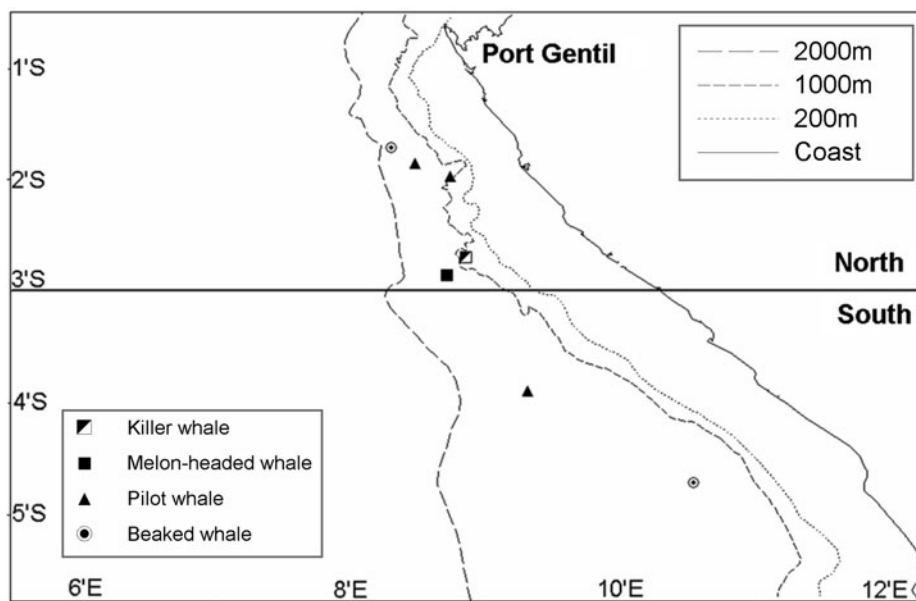 Port Gentil
2000m
1000m
200m
Coast
1'S
2'S
3'S
North
South
4'S
5'S
Killer whale
Melon-headed whale
Pilot whale
Beaked whale
6'E
8'E
10'E
12'E